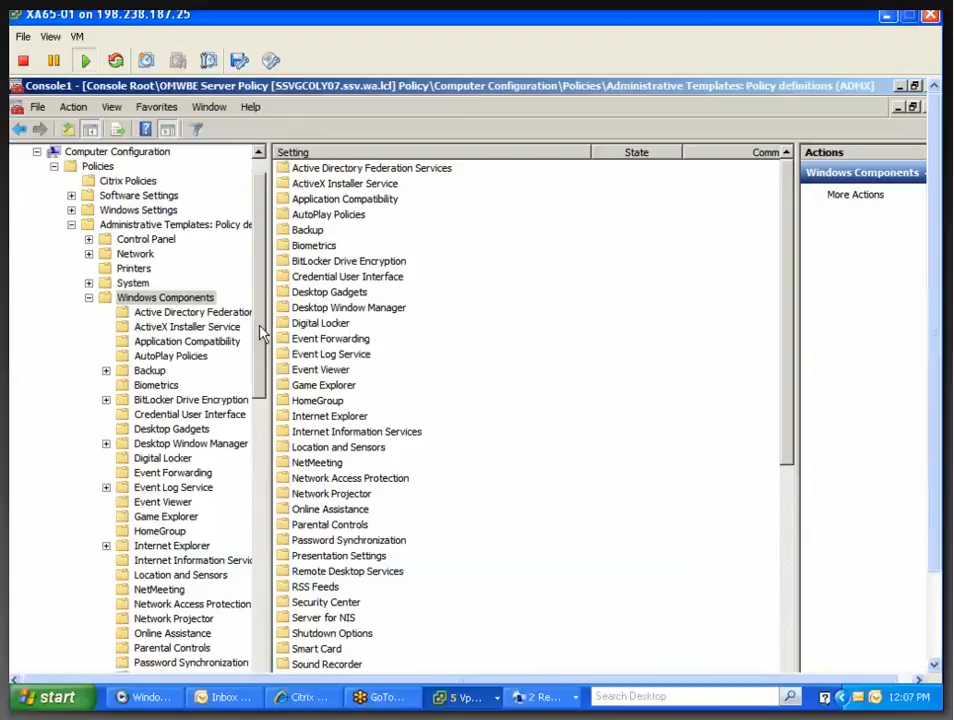 XA65-01 on 198.238.187.25
File View VM
Console1 - [Console Root\OMWBE Server Policy [SSVGCOLY07.ssv.wa.lcl] Policy\Computer Configuration\Policies\Administrative Templates: Policy definitions (ADMX)
File Action View Favorites Window Help
Computer Configuration
Policies
Citrix Policies
Software Settings
Windows Settings
Administrative Templates: Policy de
Control Panel
Network
Printers
System
Windows Components
Active Directory Federation
ActiveX Installer Service
Application Compatibility
AutoPlay Policies
Backup
Biometrics
BitLocker Drive Encryption
Credential User Interface
Desktop Gadgets
Desktop Window Manager
Digital Locker
Event Forwarding
Event Log Service
Event Viewer
Game Explorer
HomeGroup
Internet Explorer
Internet Information Servic
Location and Sensors
NetMeeting
Network Access Protection
Network Projector
Online Assistance
Parental Controls
Password Synchronization
Setting State Comm
Active Directory Federation Services
ActiveX Installer Service
Application Compatibility
AutoPlay Policies
Backup
Biometrics
BitLocker Drive Encryption
Credential User Interface
Desktop Gadgets
Desktop Window Manager
Digital Locker
Event Forwarding
Event Log Service
Event Viewer
Game Explorer
HomeGroup
Internet Explorer
Internet Information Services
Location and Sensors
NetMeeting
Network Access Protection
Network Projector
Online Assistance
Parental Controls
Password Synchronization
Presentation Settings
Remote Desktop Services
RSS Feeds
Security Center
Server for NIS
Shutdown Options
Smart Card
Sound Recorder
Actions
Windows Components
More Actions
start Windo... Inbox ... Citrix ... GoTo... 5 Vp... 2 Re... Search Desktop 12:07 PM